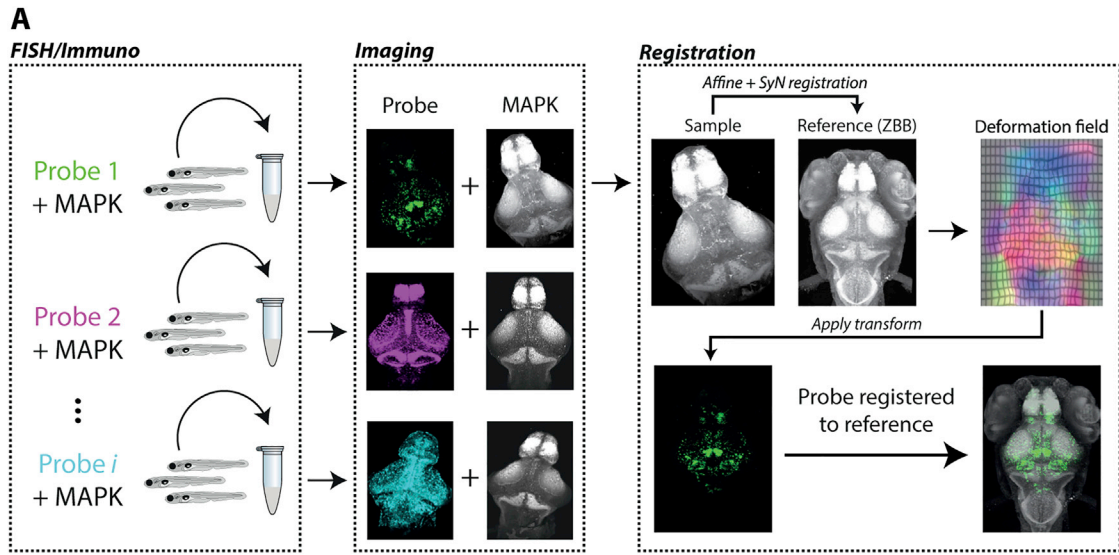 A
FISH/Immuno
Imaging
Registration
Probe 1
+ MAPK
Probe 2
+ MAPK
⋮
Probe i
+ MAPK
Probe
MAPK
+
+
+
Affine + SyN registration
Sample
Reference (ZBB)
Deformation field
Apply transform
Probe registered
to reference